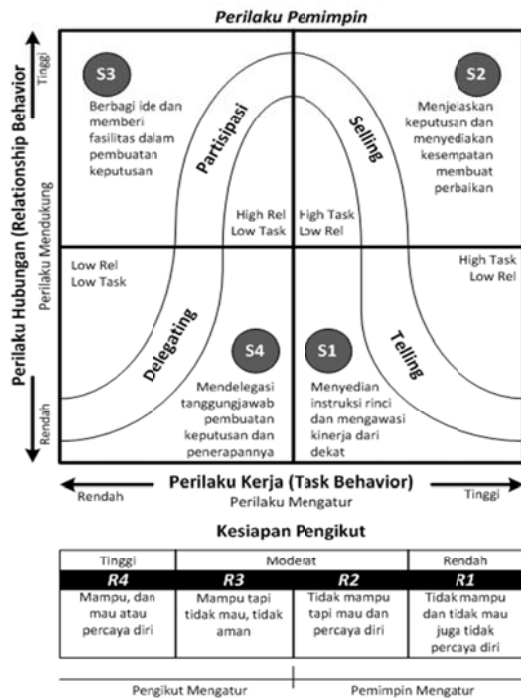 Perilaku Pemimpin
Perilaku Hubungan (Relationship Behavior)
Perilaku Mendukung
Tinggi
Rendah
S3
Berbagi ide dan
memberi
fasilitas dalam
pembuatan
keputusan
Partisipasi
High Rel
Low Task
S2
Menjelaskan
keputusan dan
menyediakan
kesempatan
membuat
perbaikan
Selling
High Task
Low Rel
Low Rel
Low Task
Delegating
S4
Mendelegasi
tanggungjawab
pembuatan
keputusan dan
penerapannya
High Task
Low Rel
S1
Telling
Menyedian
instruksi rinci
dan mengawasi
kinerja dari
dekat
Rendah
Perilaku Kerja (Task Behavior)
Tinggi
Perilaku Mengatur
Kesiapan Pengikut
Tinggi Moderat Rendah
R4 R3 R2 R1
Mampu, dan
mau atau
percaya diri
Mampu tapi
tidak mau, tidak
aman
Tidak mampu
tapi mau dan
percaya diri
Tidak mampu
dan tidak mau
juga tidak
percaya diri
Pengikut Mengatur Pemimpin Mengatur